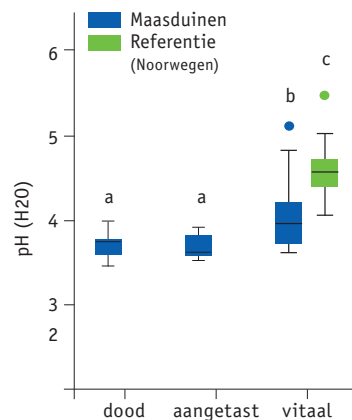 Maasduinen
Referentie
(Noorwegen)
pH (H2O)
6
5
4
3
2
a
a
b
c
dood
aangetast
vitaal